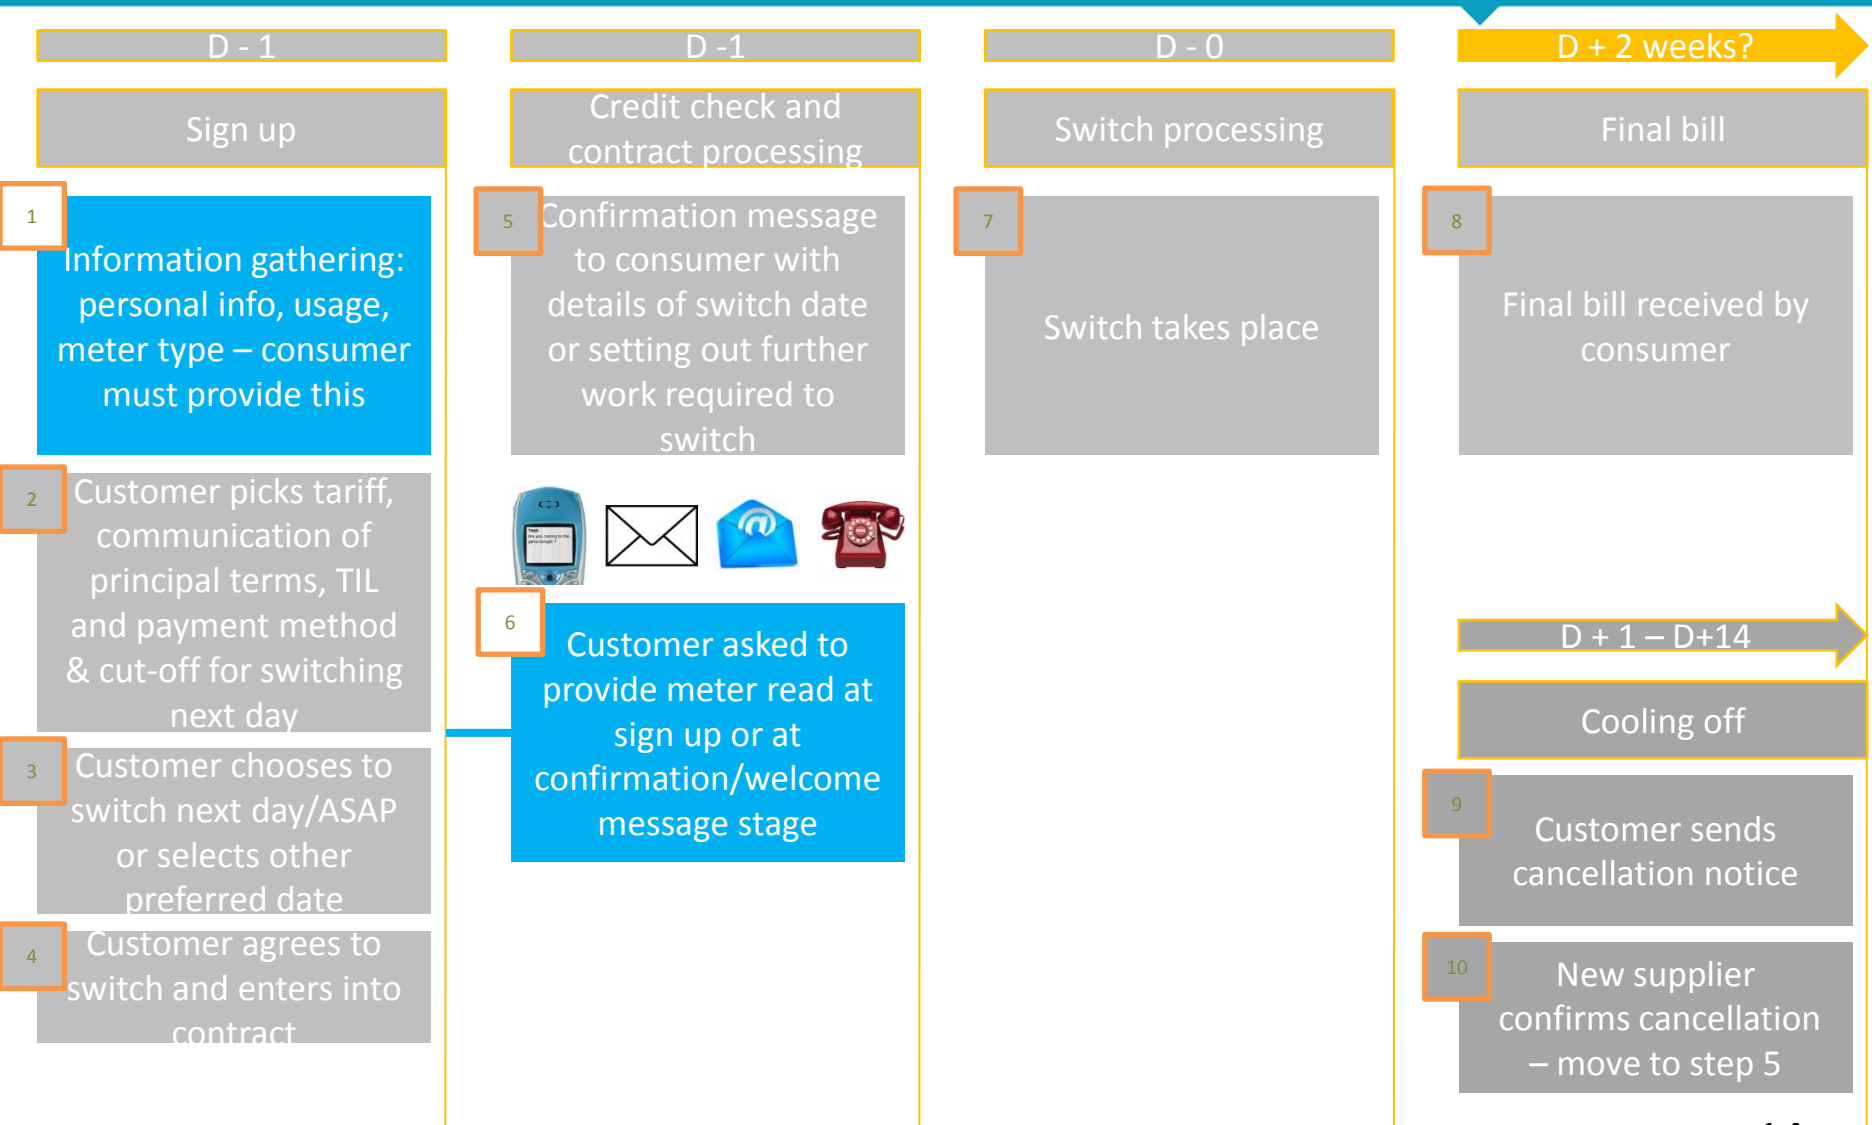 D - 1
Sign up
1
Information gathering:
personal info, usage,
meter type – consumer
must provide this
2
Customer picks tariff,
communication of
principal terms, TIL
and payment method
& cut-off for switching
next day
3
Customer chooses to
switch next day/ASAP
or selects other
preferred date
4
Customer agrees to
switch and enters into
contract
D -1
Credit check and
contract processing
5
Confirmation message
to consumer with
details of switch date
or setting out further
work required to
switch
6
Customer asked to
provide meter read at
sign up or at
confirmation/welcome
message stage
D - 0
Switch processing
7
Switch takes place
D + 2 weeks?
Final bill
8
Final bill received by
consumer
D + 1 – D+14
Cooling off
9
Customer sends
cancellation notice
10
New supplier
confirms cancellation
– move to step 5